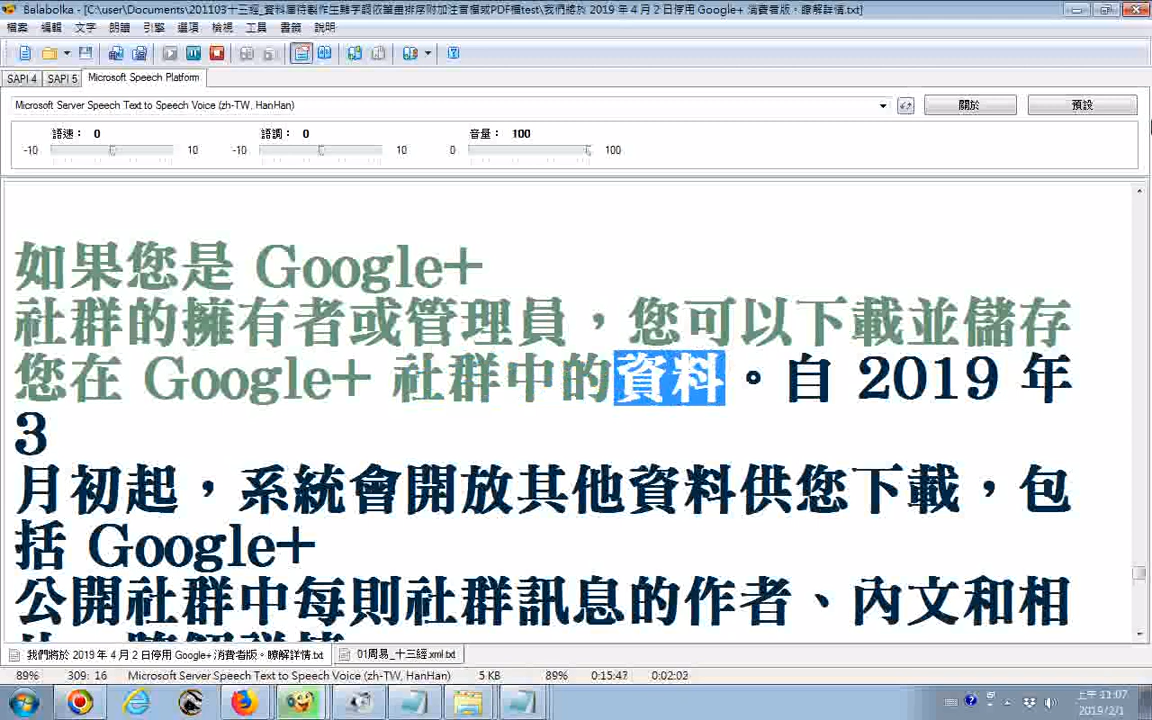 Balabolka - [C:\user\Documents\201103十三經_資料庫待製作生難字詞依筆畫排序附加注音檔或PDF檔test\我們將於 2019 年 4 月 2 日停用 Google+ 消費者版。瞭解詳情.txt]
檔案 編輯 文字 朗讀 引擎 選項 檢視 工具 書籤 說明
SAPI 4 SAPI 5 Microsoft Speech Platform
Microsoft Server Speech Text to Speech Voice (zh-TW, HanHan) 關於 預設
語速： 0 語調： 0 音量： 100
-10 10 -10 10 0 100
如果您是 Google+
社群的擁有者或管理員，您可以下載並儲存
您在 Google+ 社群中的資料。自 2019 年
3
月初起，系統會開放其他資料供您下載，包
括 Google+
公開社群中每則社群訊息的作者、內文和相
片。瞭解詳情
我們將於 2019 年 4 月 2 日停用 Google+ 消費者版。瞭解詳情.txt 01周易_十三經.xml.txt
89% 309: 16 Microsoft Server Speech Text to Speech Voice (zh-TW, HanHan) 5 KB 89% 0:15:47 0:02:02
上午 11:07
2019/2/1